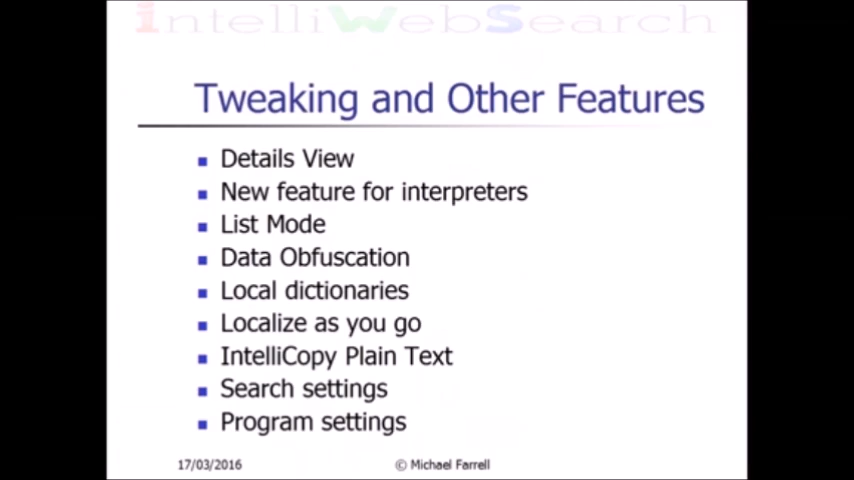 IntelliWebSearch
Tweaking and Other Features
Details View
New feature for interpreters
List Mode
Data Obfuscation
Local dictionaries
Localize as you go
IntelliCopy Plain Text
Search settings
Program settings
17/03/2016
© Michael Farrell